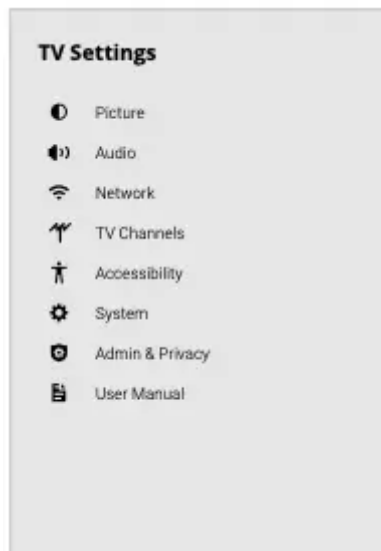 TV Settings
Picture
Audio
Network
TV Channels
Accessibility
System
Admin & Privacy
User Manual